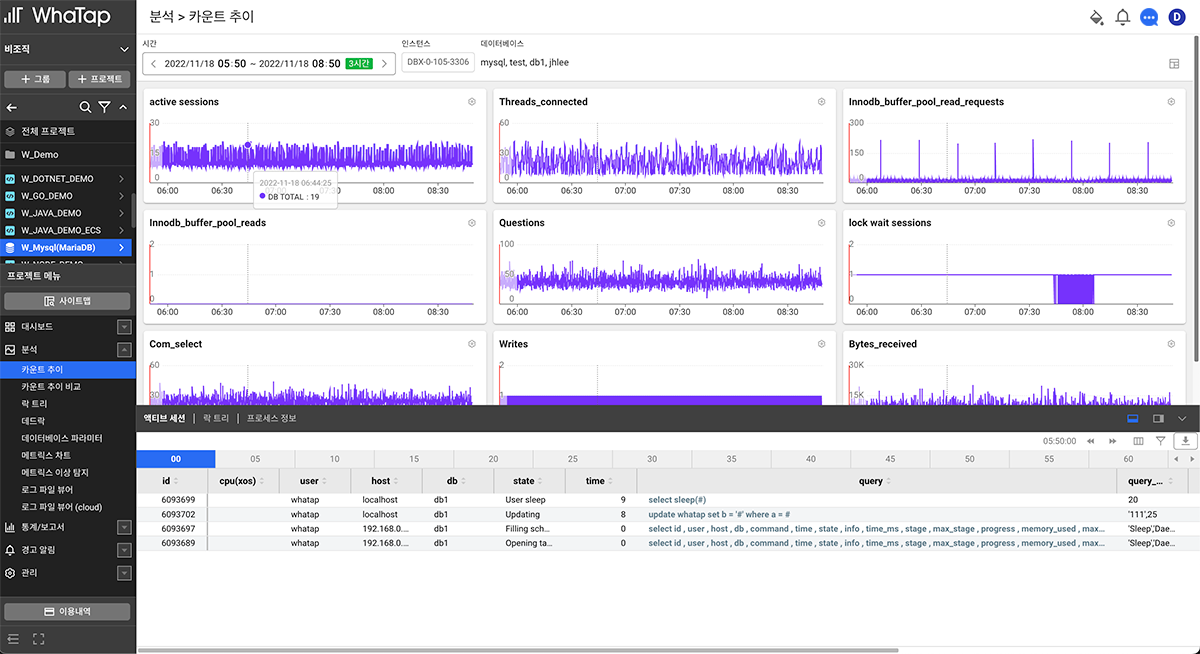 WhaTap
분석 > 카운트 추이
D
비조직
+ 그룹
+ 프로젝트
전체 프로젝트
W_Demo
W_DOTNET_DEMO
W_GO_DEMO
W_JAVA_DEMO
W_JAVA_DEMO_ECS
W_Mysql(MariaDB)
프로젝트 메뉴
사이트맵
대시보드
분석
카운트 추이
카운트 추이 비교
락 트리
데드락
데이터베이스 파라미터
메트릭스 차트
메트릭스 이상 탐지
로그 파일 뷰어
로그 파일 뷰어 (cloud)
통계/보고서
경고 알림
관리
이용내역
시간 인스턴스 데이터베이스
2022/11/18 05:50 ~ 2022/11/18 08:50 3시간 DBX-0-105-3306 mysql, test, db1, jhlee
active sessions
30
15
0
06:00 06:30 08:00 08:30
2022-11-18 06:44:25
DB TOTAL : 19
Threads_connected
60
30
0
06:00 06:30 07:00 07:30 08:00 08:30
Innodb_buffer_pool_read_requests
300
150
0
06:00 06:30 07:00 07:30 08:00 08:30
Innodb_buffer_pool_reads
2
1
0
06:00 06:30 07:00 07:30 08:00 08:30
Questions
100
50
0
06:00 06:30 07:00 07:30 08:00 08:30
lock wait sessions
2
1
0
06:00 06:30 07:00 07:30 08:00 08:30
Com_select
60
30
Writes
2
1
Bytes_received
30K
15K
액티브 세션 | 락 트리 | 프로세스 정보
05:50:00
00 05 10 15 20 25 30 35 40 45 50 55 60
id cpu(xos) user host db state time query query_...
6093699 whatap localhost db1 User sleep 9 select sleep(#) 20
6093702 whatap localhost db1 Updating 8 update whatap set b = '#' where a = # '111',25
6093697 whatap 192.168.0.... db1 Filling sch... 0 select id , user , host , db , command , time , state , info , time_ms , stage , max_stage , progress , memory_used , max... 'Sleep','Dae...
6093689 whatap 192.168.0.... db1 Opening ta... 0 select id , user , host , db , command , time , state , info , time_ms , stage , max_stage , progress , memory_used , max... 'Sleep','Dae...